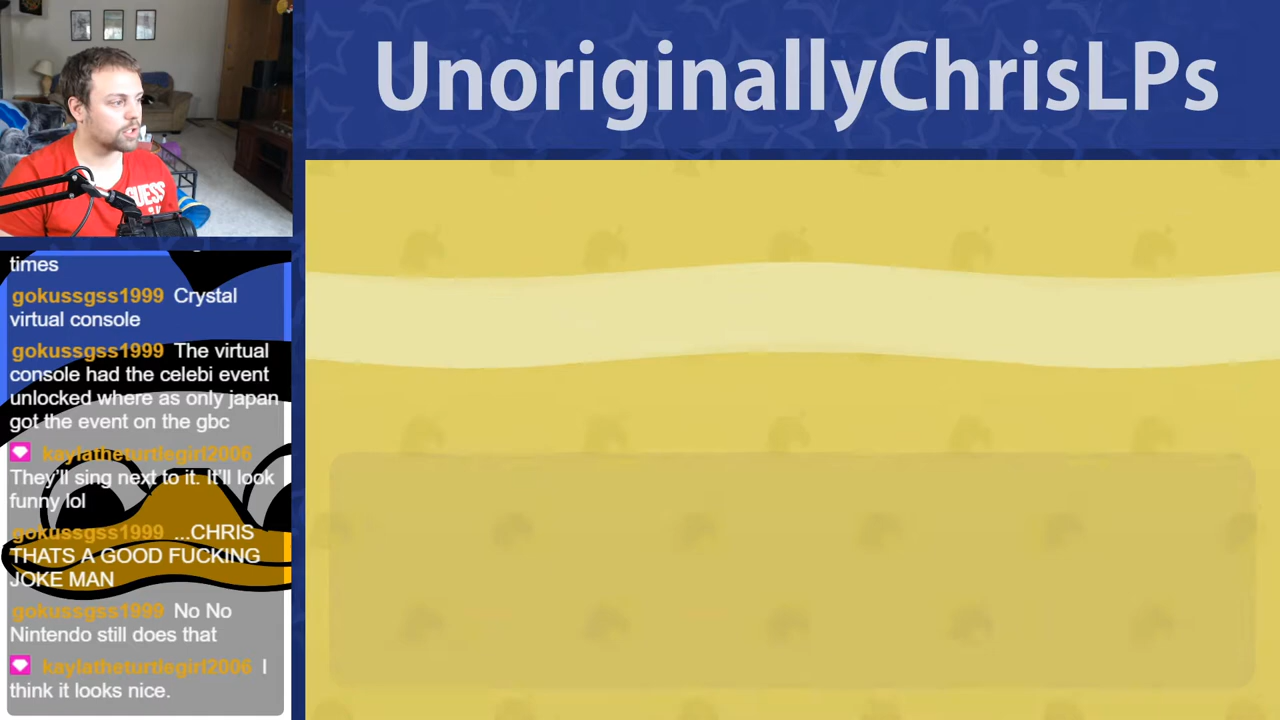 UnoriginallyChrisLPs
GUESS
times
gokussgss1999 Crystal
virtual console
gokussgss1999 The virtual
console had the celebi event
unlocked where as only japan
got the event on the gbc
kaylatheturtlegirl2006
They'll sing next to it. It'll look
funny lol
gokussgss1999 ...CHRIS
THATS A GOOD FUCKING
JOKE MAN
gokussgss1999 No No
Nintendo still does that
kaylatheturtlegirl2006 I
think it looks nice.